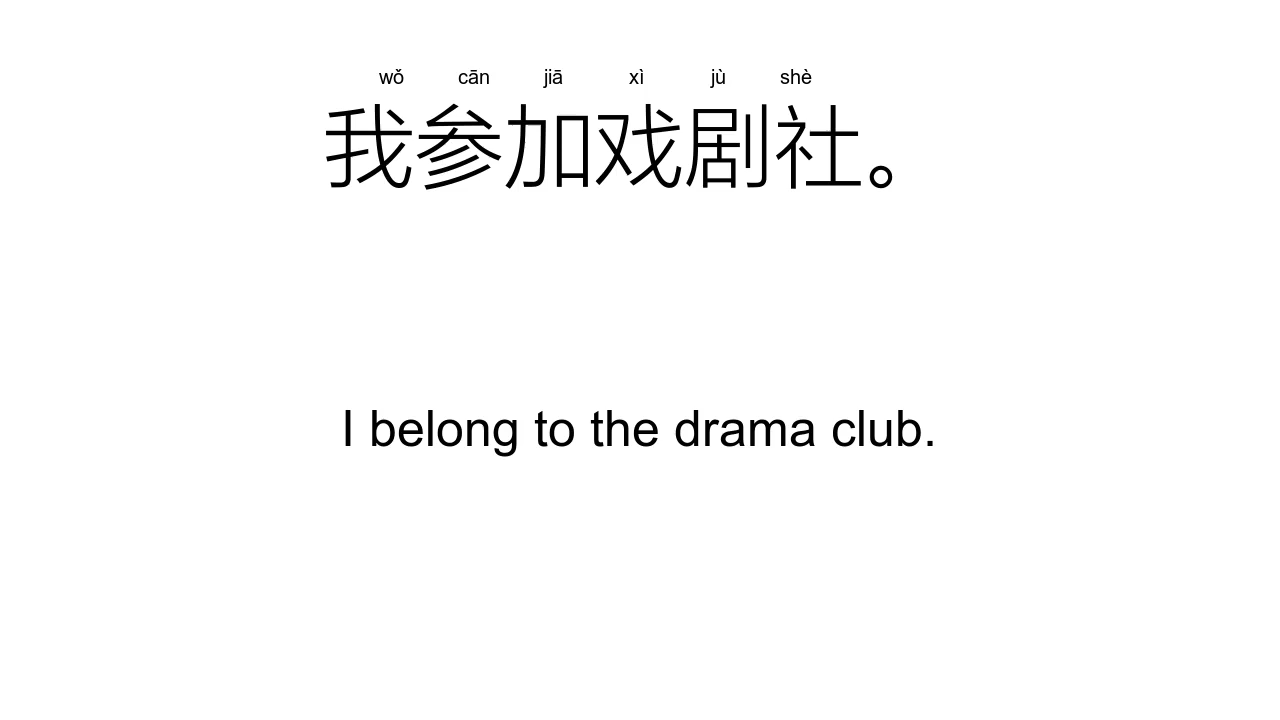 wǒ cān jiā xì jù shè
我参加戏剧社。
I belong to the drama club.